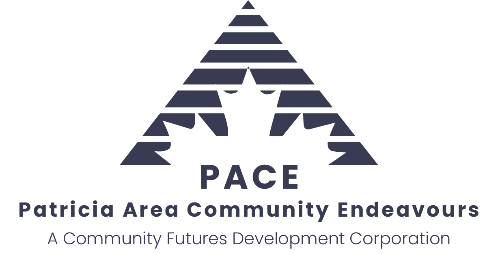 PACE
Patricia Area Community Endeavours
A Community Futures Development Corporation